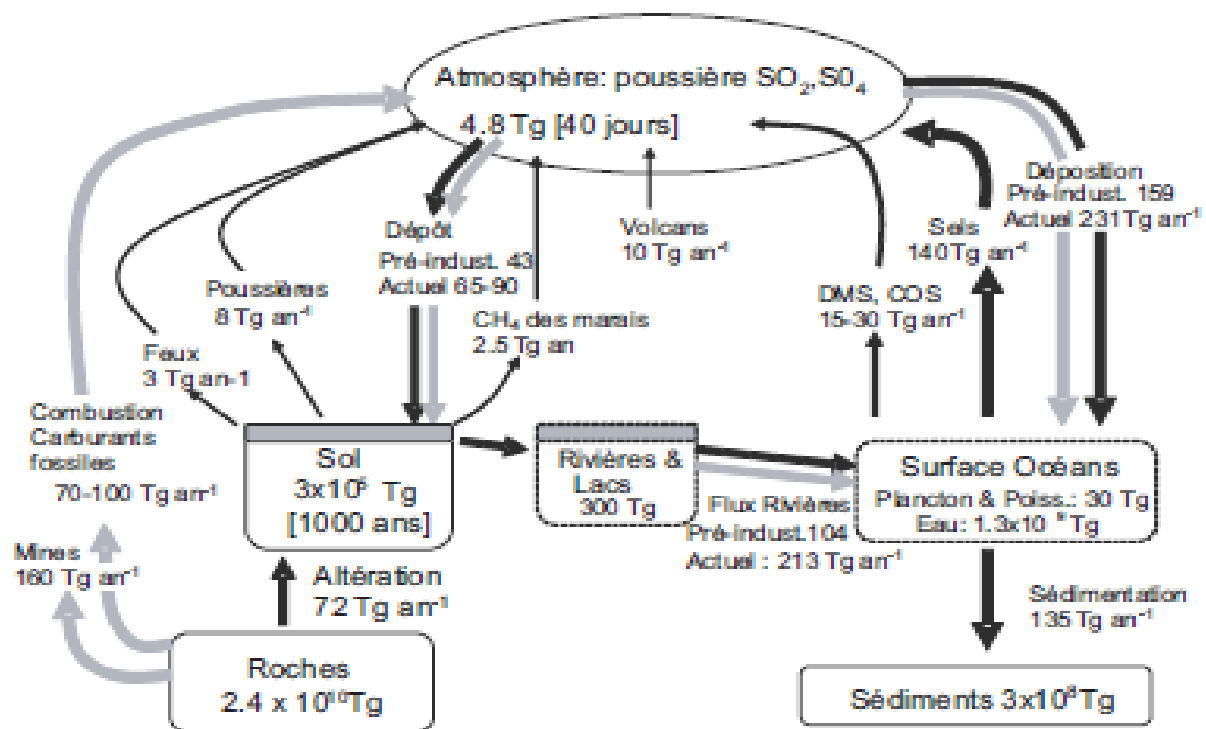 Atmosphère: poussière SO₂,S0₄
4.8 Tg [40 jours]
Déposition
Pré-indust. 159
Actuel 231Tg an⁻¹
Dépôt
Pré-indust. 43
Actuel 65-90
Volcans
10 Tg an⁻¹
Sels
140Tg an⁻¹
Poussières
8 Tg an⁻¹
DMS, COS
15-30 Tg an⁻¹
CH₄ des marais
2.5 Tg an
Feux
3 Tg an-1
Combustion
Carburants
fossiles
70-100 Tg an⁻¹
Sol
3x10⁵ Tg
[1000 ans]
Rivières &
Lacs
300 Tg
Surface Océans
Plancton & Poiss.: 30 Tg
Eau: 1.3x10 ⁹ Tg
Flux Rivières
Pré-indust.104
Actuel : 213 Tg an⁻¹
Mines
160 Tg an⁻¹
Altération
72 Tg an⁻¹
Sédimentation
135 Tg an⁻¹
Roches
2.4 x 10¹⁰Tg
Sédiments 3x10⁸Tg